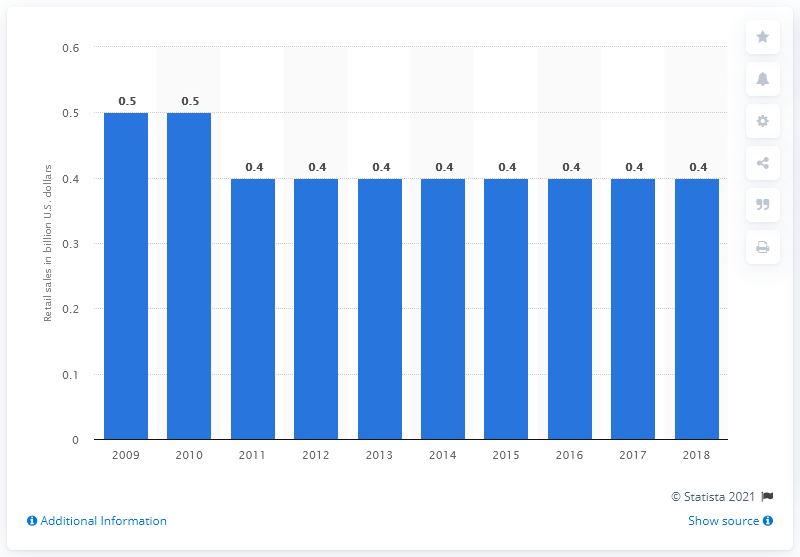 0.6
0.5
0.4
0.3
0.2
0.1
0
Retail sales in billion U.S. dollars
0.5 0.5 0.4 0.4 0.4 0.4 0.4 0.4 0.4 0.4
2009 2010 2011 2012 2013 2014 2015 2016 2017 2018
© Statista 2021
Additional Information
Show source